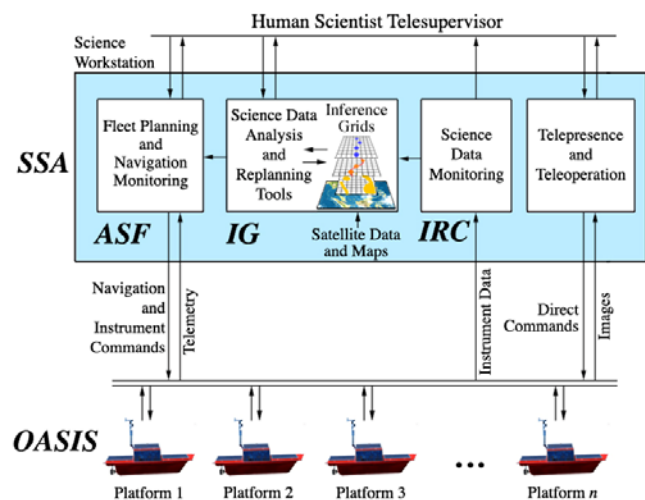 Human Scientist Telesupervisor
Science
Workstation
SSA
Fleet Planning
and
Navigation
Monitoring
ASF
Science Data
Analysis
and
Replanning
Tools
Inference
Grids
IG
Satellite Data
and Maps
Science
Data
Monitoring
IRC
Telepresence
and
Teleoperation
Navigation
and
Instrument
Commands
Telemetry
Instrument Data
Direct
Commands
Images
OASIS
Platform 1
Platform 2
Platform 3
...
Platform n